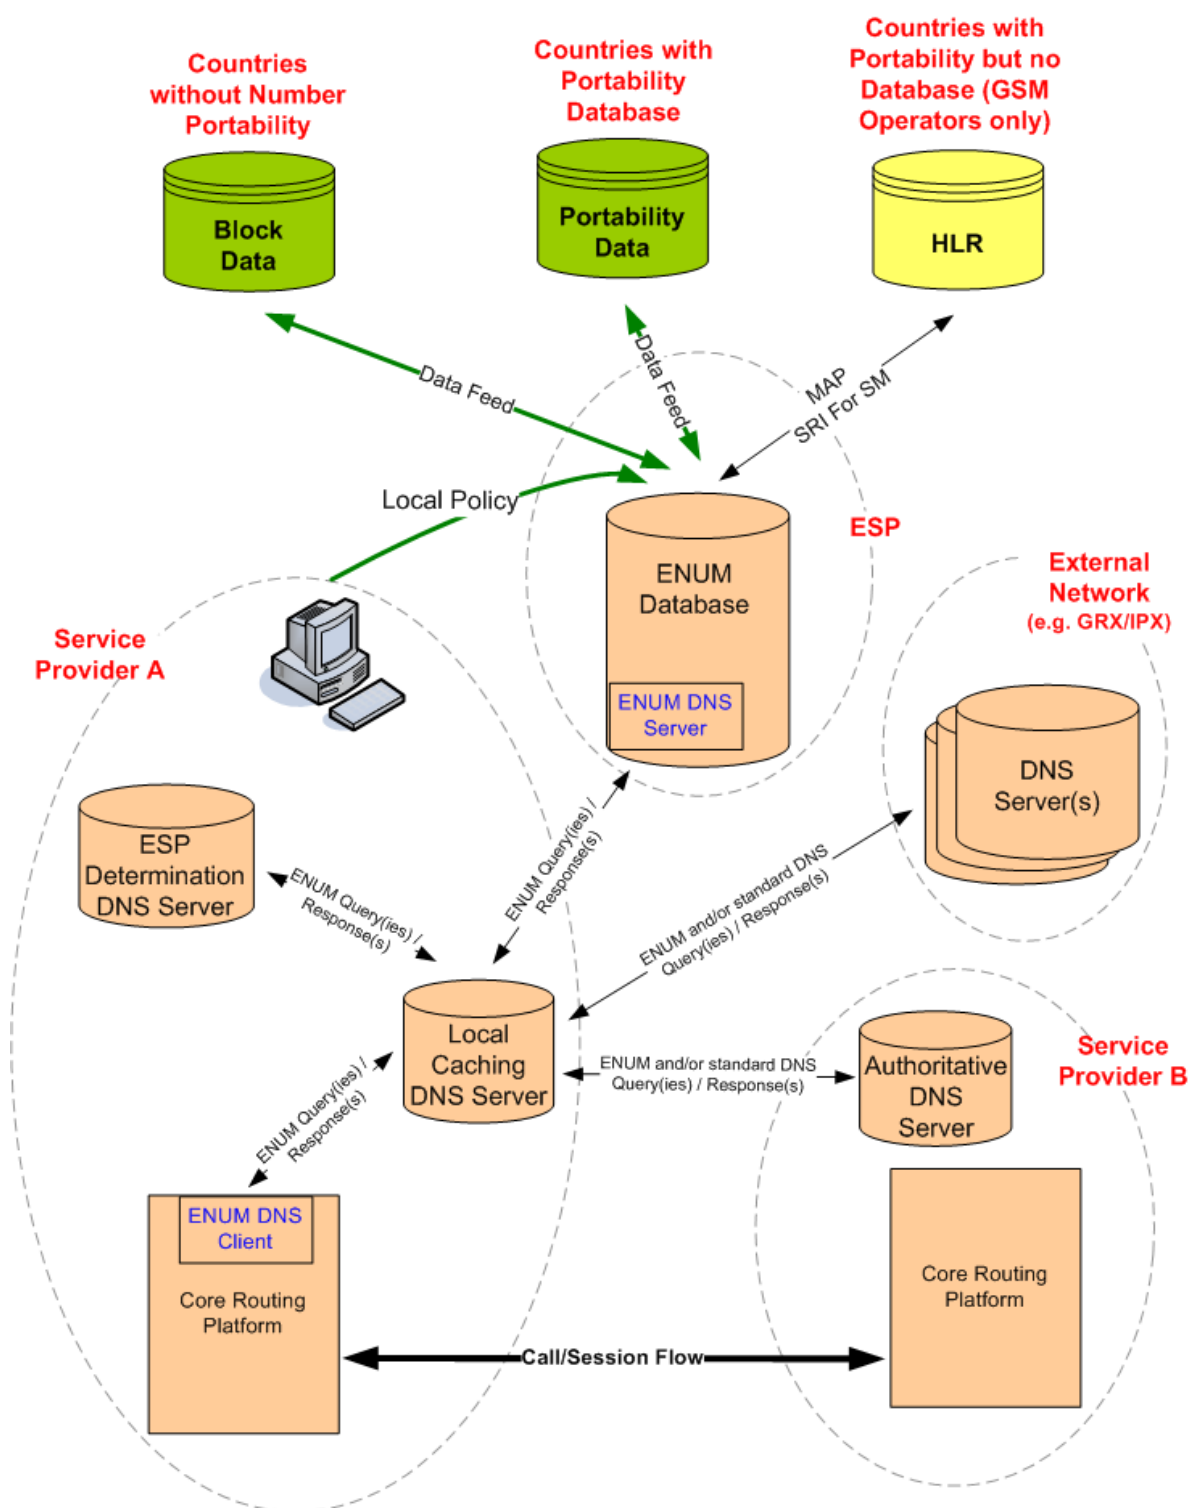 Countries
without Number
Portability
Countries with
Portability
Database
Countries with
Portability but no
Database (GSM
Operators only)
Block
Data
Portability
Data
HLR
Data Feed
Data Feed
MAP
SRI For SM
Local Policy
ESP
ENUM
Database
ENUM DNS
Server
External
Network
(e.g. GRX/IPX)
DNS
Server(s)
Service
Provider A
ESP
Determination
DNS Server
ENUM Query(ies) /
Response(s)
ENUM Query(ies) /
Response(s)
ENUM and/or standard DNS
Query(ies) / Response(s)
Local
Caching
DNS Server
ENUM and/or standard DNS
Query(ies) / Response(s)
Authoritative
DNS
Server
Service
Provider B
ENUM Query(ies) /
Response(s)
ENUM DNS
Client
Core Routing
Platform
Core Routing
Platform
Call/Session Flow